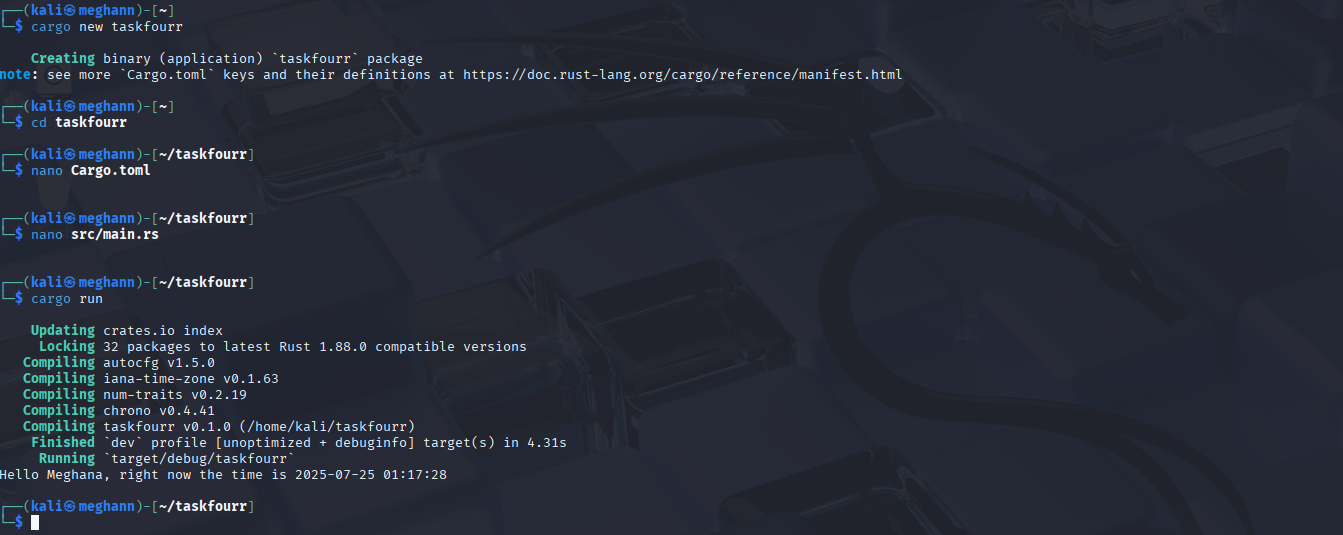 ┌──(kali㉿meghann)-[~]
└─$ cargo new taskfourr
    Creating binary (application) `taskfourr` package
note: see more `Cargo.toml` keys and their definitions at https://doc.rust-lang.org/cargo/reference/manifest.html
┌──(kali㉿meghann)-[~]
└─$ cd taskfourr
┌──(kali㉿meghann)-[~/taskfourr]
└─$ nano Cargo.toml
┌──(kali㉿meghann)-[~/taskfourr]
└─$ nano src/main.rs
┌──(kali㉿meghann)-[~/taskfourr]
└─$ cargo run
    Updating crates.io index
     Locking 32 packages to latest Rust 1.88.0 compatible versions
   Compiling autocfg v1.5.0
   Compiling iana-time-zone v0.1.63
   Compiling num-traits v0.2.19
   Compiling chrono v0.4.41
   Compiling taskfourr v0.1.0 (/home/kali/taskfourr)
    Finished `dev` profile [unoptimized + debuginfo] target(s) in 4.31s
     Running `target/debug/taskfourr`
Hello Meghana, right now the time is 2025-07-25 01:17:28
┌──(kali㉿meghann)-[~/taskfourr]
└─$